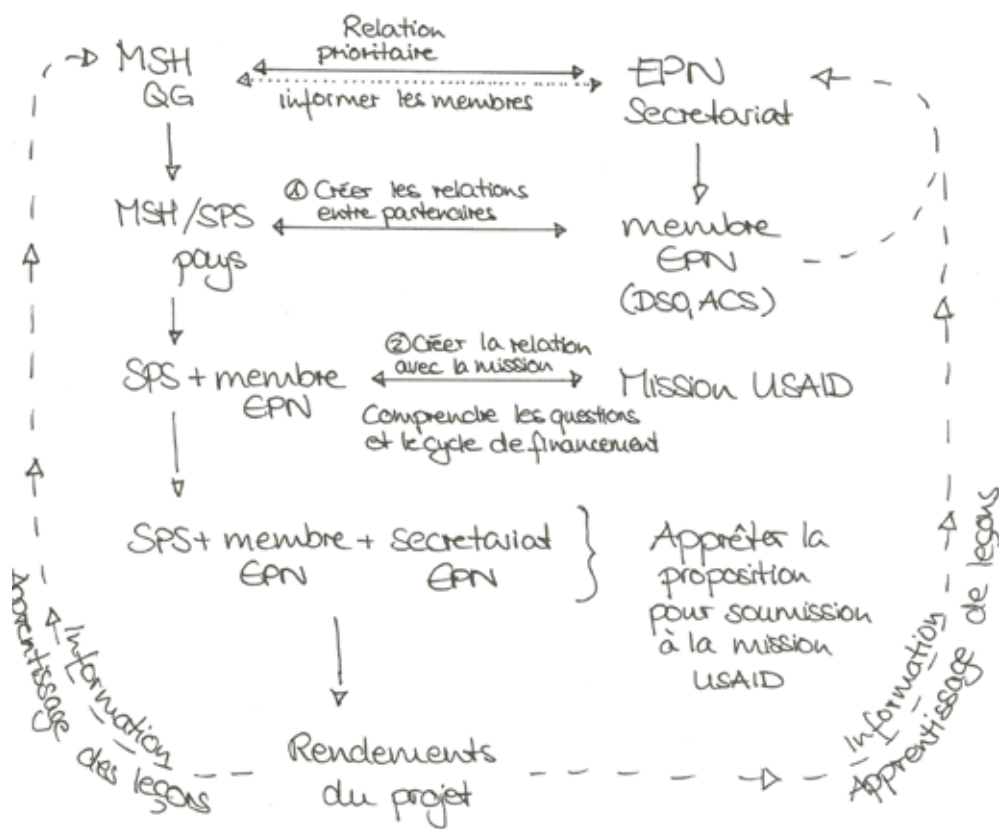 Relation
prioritaire
MSH
QG
EPN
Secretariat
informer les membres
① Créer les relations
entre partenaires
MSH/SPS
pays
membre
EPN
(DSO, ACS)
② Créer la relation
avec la mission
SPS + membre
EPN
Mission USAID
Comprendre les questions
et le cycle de financement
SPS + membre + secretariat
EPN EPN
Apprêter la
proposition
pour soumission
à la mission
USAID
Rendements
du projet
Information
Apprentissage des leçons
Information
Apprentissage de leçons